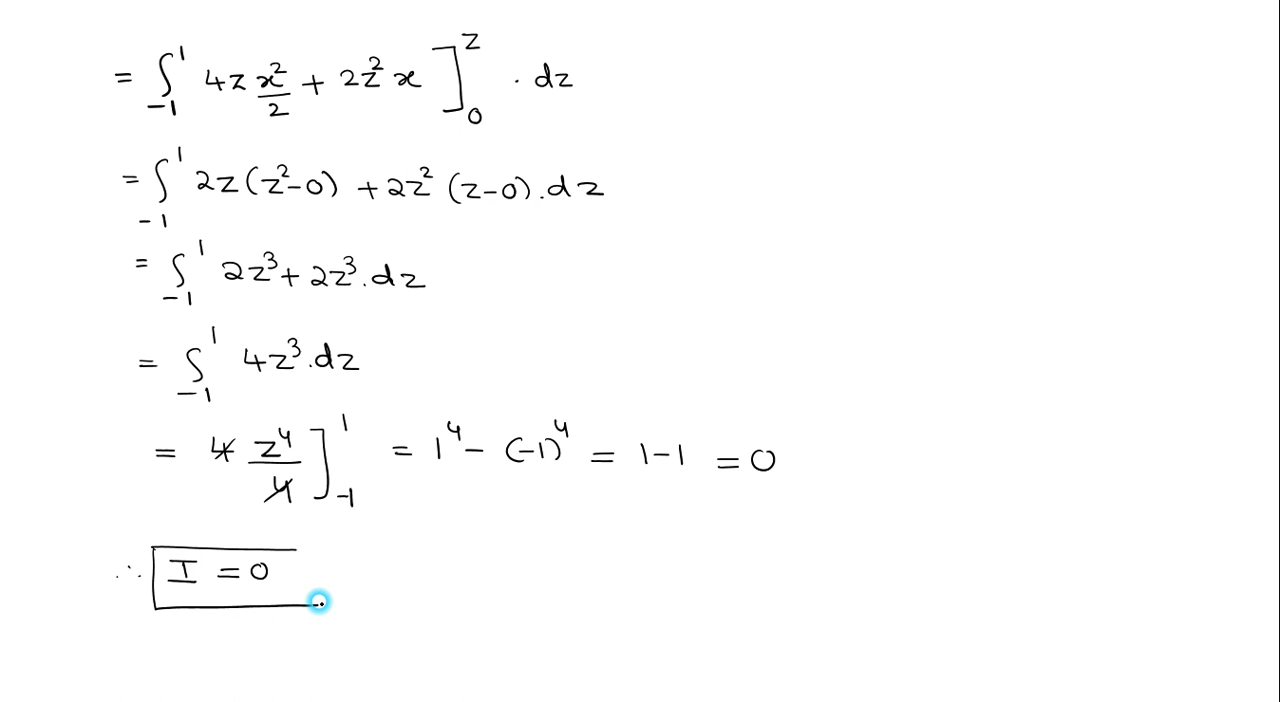 = ∫₋₁¹ 4z x²/2 + 2z² x ]₀ᶻ . dz
= ∫₋₁¹ 2z(z²-0) + 2z² (z-0).dz
= ∫₋₁¹ 2z³ + 2z³.dz
= ∫₋₁¹ 4z³.dz
= 4 z⁴/4 ]₋₁¹ = 1⁴ - (-1)⁴ = 1-1 = 0
∴ I = 0